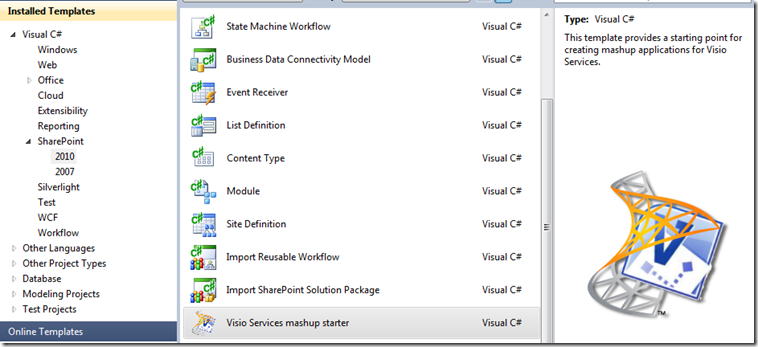 Installed Templates
Visual C#
Windows
Web
Office
Cloud
Extensibility
Reporting
SharePoint
2010
2007
Silverlight
Test
WCF
Workflow
Other Languages
Other Project Types
Database
Modeling Projects
Test Projects
Online Templates
State Machine Workflow Visual C#
Business Data Connectivity Model Visual C#
Event Receiver Visual C#
List Definition Visual C#
Content Type Visual C#
Module Visual C#
Site Definition Visual C#
Import Reusable Workflow Visual C#
Import SharePoint Solution Package Visual C#
Visio Services mashup starter Visual C#
Type: Visual C#
This template provides a starting point for
creating mashup applications for Visio
Services.
V
TM